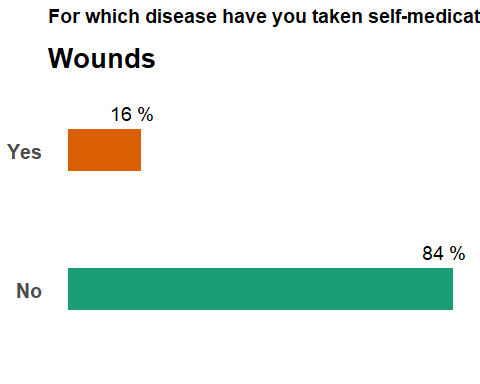 For which disease have you taken self-medicat
Wounds
16 %
Yes
84 %
No